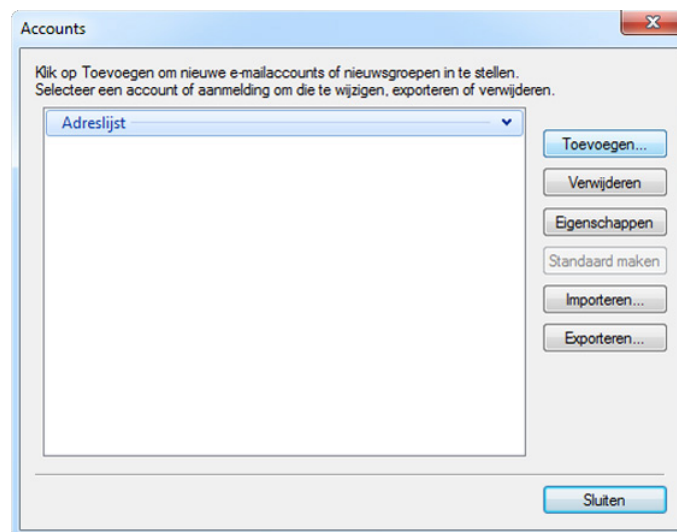 Accounts
Klik op Toevoegen om nieuwe e-mailaccounts of nieuwsgroepen in te stellen.
Selecteer een account of aanmelding om die te wijzigen, exporteren of verwijderen.
Adreslijst
Toevoegen...
Verwijderen
Eigenschappen
Standaard maken
Importeren...
Exporteren...
Sluiten